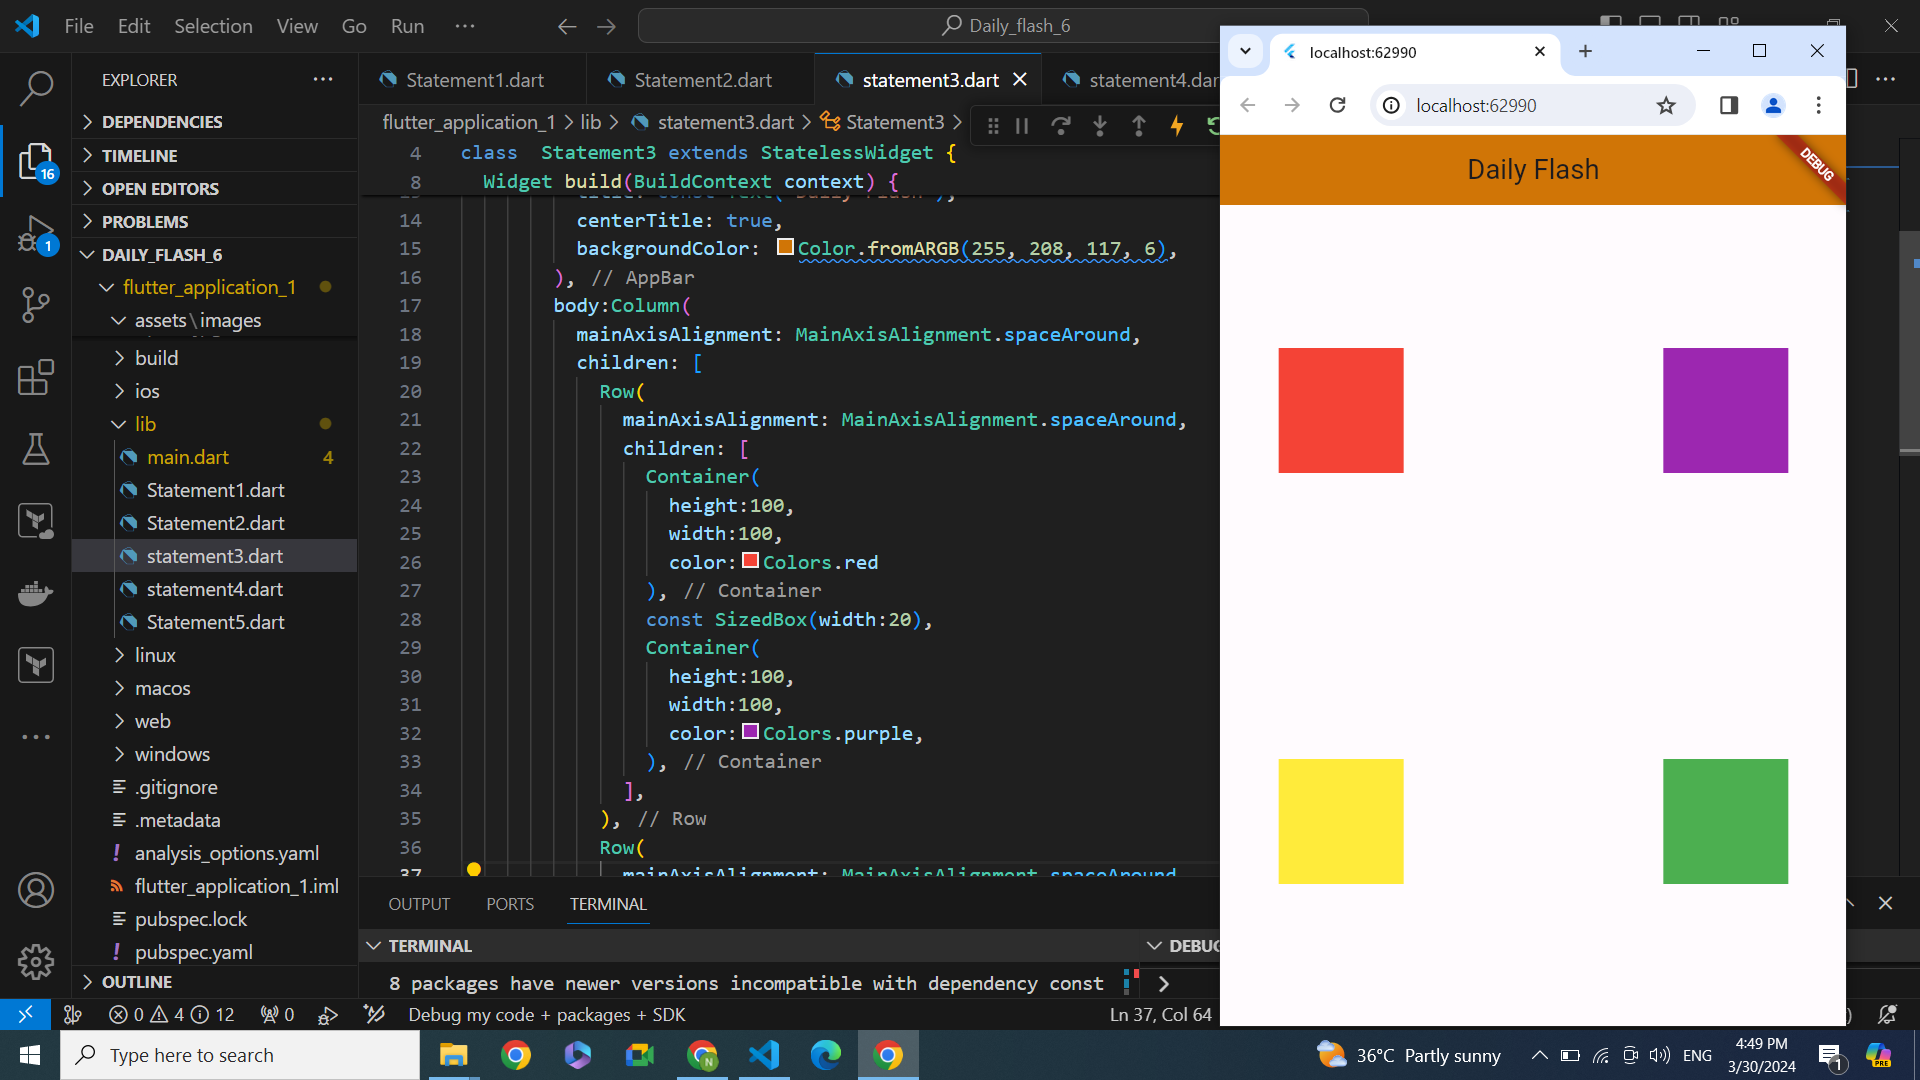 File Edit Selection View Go Run ··· Daily_flash_6
EXPLORER
DEPENDENCIES
TIMELINE
OPEN EDITORS
PROBLEMS
DAILY_FLASH_6
flutter_application_1
assets\images
build
ios
lib
main.dart 4
Statement1.dart
Statement2.dart
statement3.dart
statement4.dart
Statement5.dart
linux
macos
web
windows
.gitignore
.metadata
analysis_options.yaml
flutter_application_1.iml
pubspec.lock
pubspec.yaml
OUTLINE
16
1
Statement1.dart Statement2.dart statement3.dart statement4.dar
flutter_application_1 > lib > statement3.dart > Statement3 >
4 class Statement3 extends StatelessWidget {
8 Widget build(BuildContext context) {
14 centerTitle: true,
15 backgroundColor: Color.fromARGB(255, 208, 117, 6),
16 ), // AppBar
17 body:Column(
18 mainAxisAlignment: MainAxisAlignment.spaceAround,
19 children: [
20 Row(
21 mainAxisAlignment: MainAxisAlignment.spaceAround,
22 children: [
23 Container(
24 height:100,
25 width:100,
26 color: Colors.red
27 ), // Container
28 const SizedBox(width:20),
29 Container(
30 height:100,
31 width:100,
32 color: Colors.purple,
33 ), // Container
34 ],
35 ), // Row
36 Row(
37 mainAxisAlignment: MainAxisAlignment.spaceAround
OUTPUT PORTS TERMINAL
TERMINAL DEBUG
8 packages have newer versions incompatible with dependency const
0 4 12 0 Debug my code + packages + SDK Ln 37, Col 64
localhost:62990
localhost:62990
Daily Flash
DEBUG
Type here to search
N
36°C Partly sunny ENG 4:49 PM
3/30/2024
1
PRE